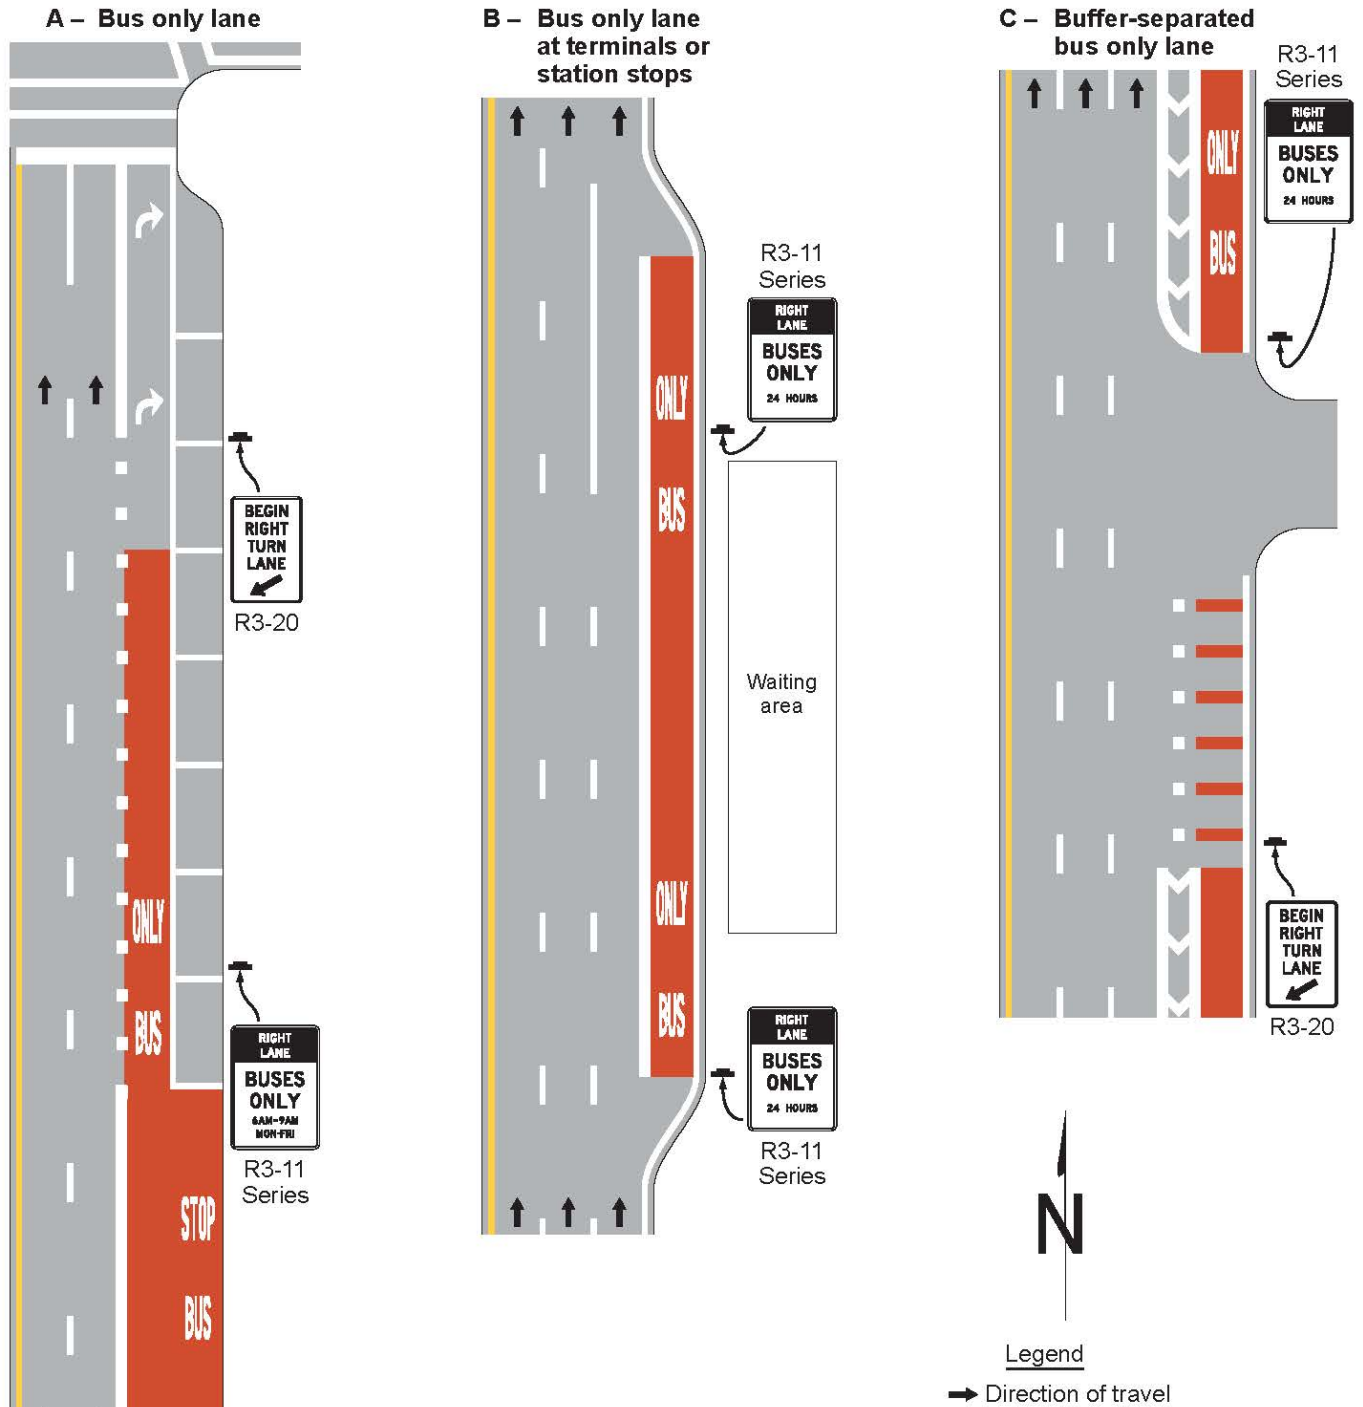 A – Bus only lane
BEGIN
RIGHT
TURN
LANE
R3-20
ONLY
BUS
RIGHT
LANE
BUSES
ONLY
6AM-9AM
MON-FRI
R3-11
Series
STOP
BUS
B – Bus only lane
at terminals or
station stops
R3-11
Series
RIGHT
LANE
BUSES
ONLY
24 HOURS
ONLY
BUS
Waiting
area
ONLY
BUS
RIGHT
LANE
BUSES
ONLY
24 HOURS
R3-11
Series
C – Buffer-separated
bus only lane
R3-11
Series
RIGHT
LANE
BUSES
ONLY
24 HOURS
ONLY
BUS
BEGIN
RIGHT
TURN
LANE
R3-20
N
Legend
Direction of travel